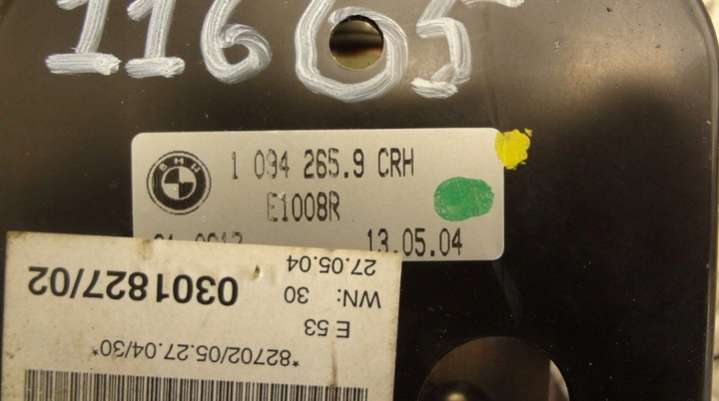 11665
BMW
1 094 265.9 CRH
E1008R
13.05.04
*82702/05.27.04/30*
E 53
WN: 30
27.05.04
0301827/02